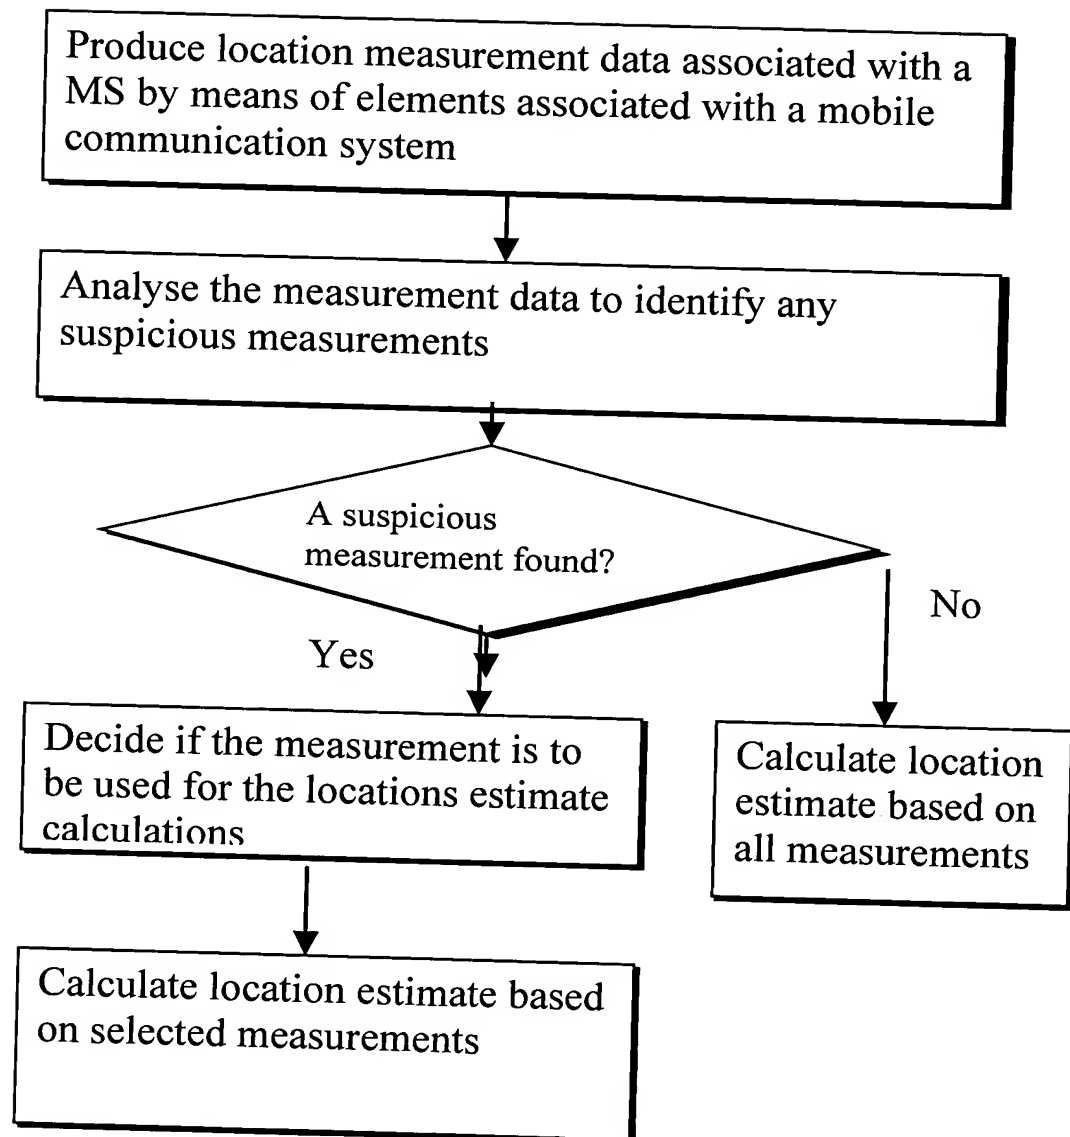 Produce location measurement data associated with a
MS by means of elements associated with a mobile
communication system
Analyse the measurement data to identify any
suspicious measurements
A suspicious
measurement found?
No
Yes
Decide if the measurement is to
be used for the locations estimate
calculations
Calculate location
estimate based on
all measurements
Calculate location estimate based
on selected measurements